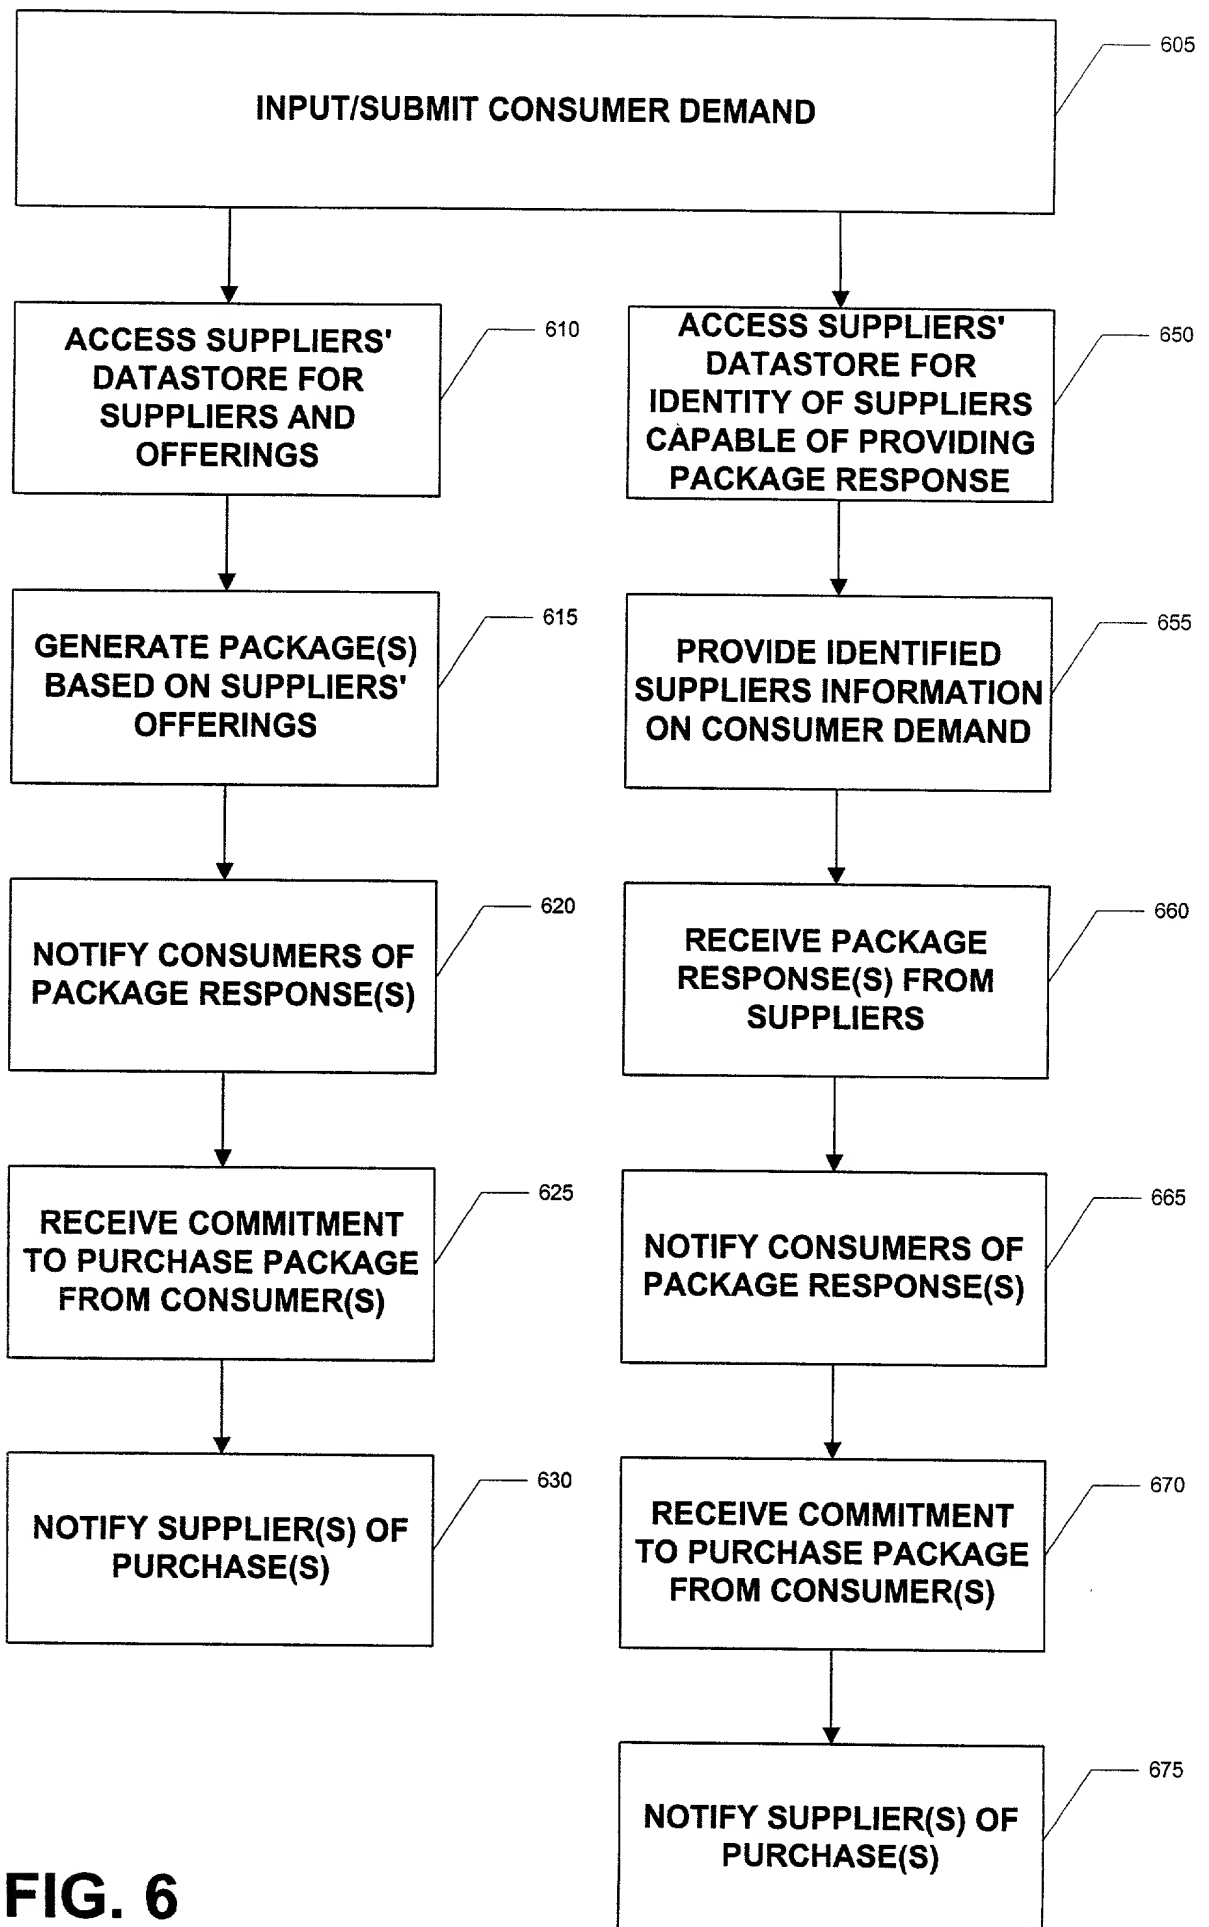 605
INPUT/SUBMIT CONSUMER DEMAND
610
ACCESS SUPPLIERS'
DATASTORE FOR
SUPPLIERS AND
OFFERINGS
615
GENERATE PACKAGE(S)
BASED ON SUPPLIERS'
OFFERINGS
620
NOTIFY CONSUMERS OF
PACKAGE RESPONSE(S)
625
RECEIVE COMMITMENT
TO PURCHASE PACKAGE
FROM CONSUMER(S)
630
NOTIFY SUPPLIER(S) OF
PURCHASE(S)
650
ACCESS SUPPLIERS'
DATASTORE FOR
IDENTITY OF SUPPLIERS
CAPABLE OF PROVIDING
PACKAGE RESPONSE
655
PROVIDE IDENTIFIED
SUPPLIERS INFORMATION
ON CONSUMER DEMAND
660
RECEIVE PACKAGE
RESPONSE(S) FROM
SUPPLIERS
665
NOTIFY CONSUMERS OF
PACKAGE RESPONSE(S)
670
RECEIVE COMMITMENT
TO PURCHASE PACKAGE
FROM CONSUMER(S)
675
NOTIFY SUPPLIER(S) OF
PURCHASE(S)
FIG. 6